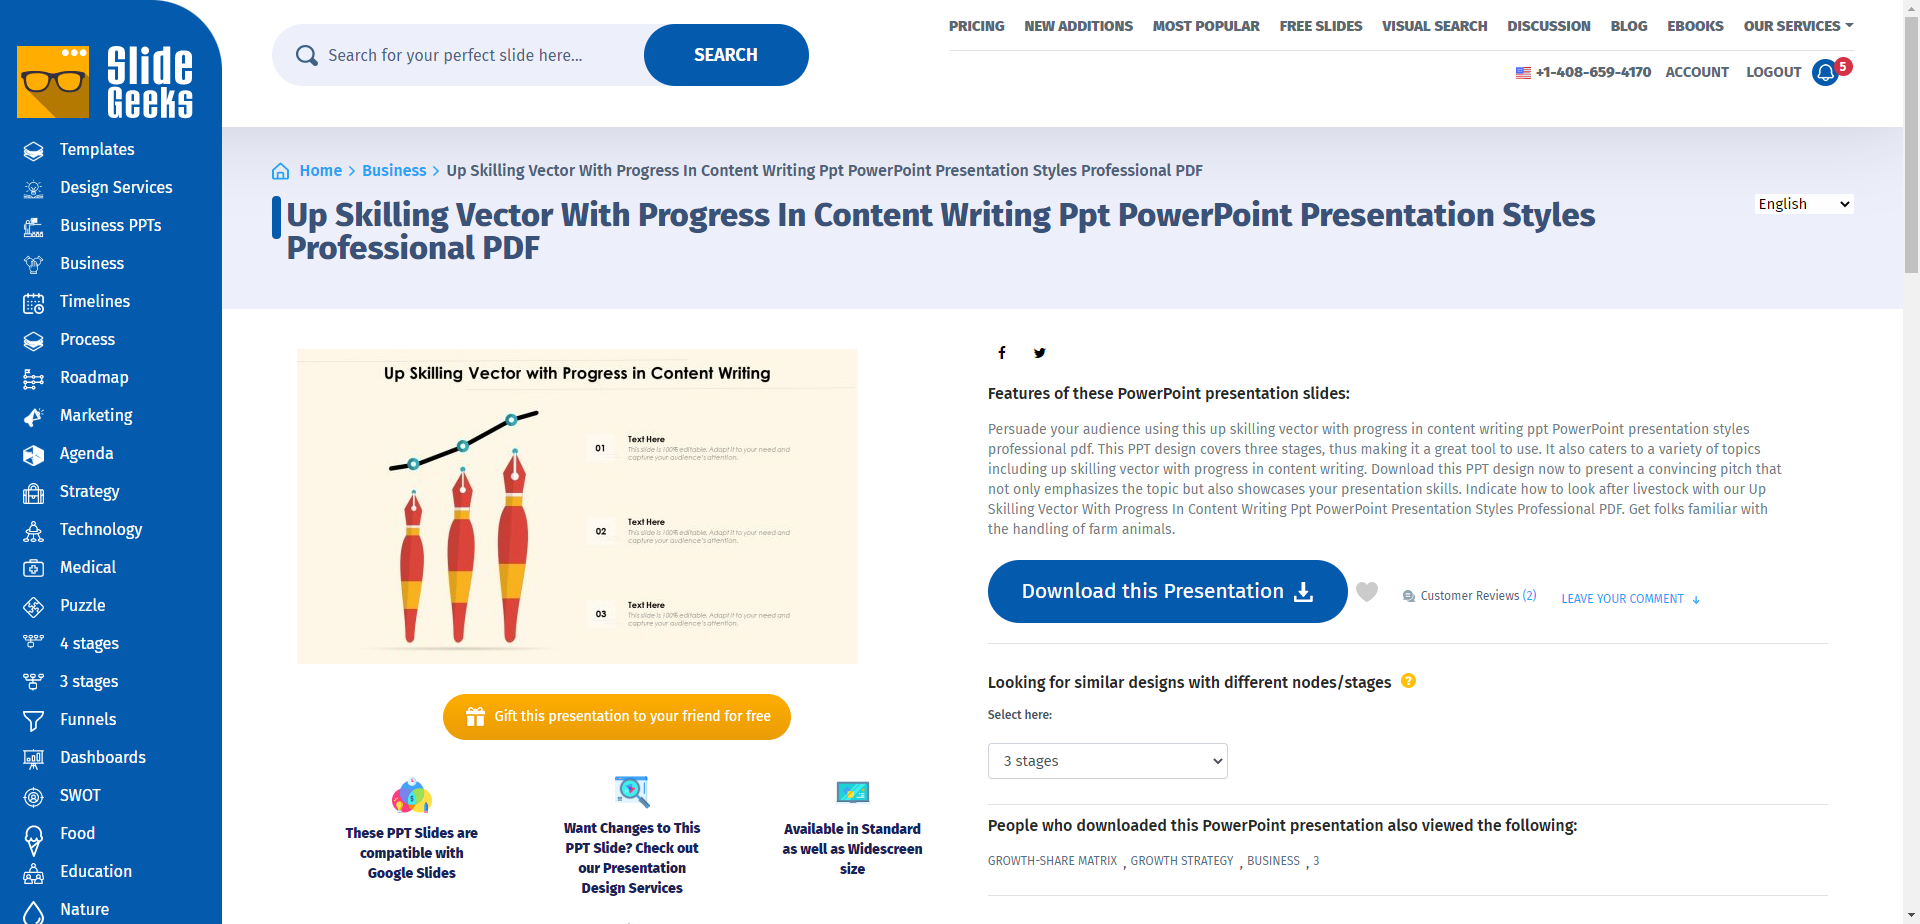 Slide
Geeks
Search for your perfect slide here...
SEARCH
PRICING NEW ADDITIONS MOST POPULAR FREE SLIDES VISUAL SEARCH DISCUSSION BLOG EBOOKS OUR SERVICES
+1-408-659-4170 ACCOUNT LOGOUT 5
Templates
Design Services
Business PPTs
Business
Timelines
Process
Roadmap
Marketing
Agenda
Strategy
Technology
Medical
Puzzle
4 stages
3 stages
Funnels
Dashboards
SWOT
Food
Education
Nature
Home > Business > Up Skilling Vector With Progress In Content Writing Ppt PowerPoint Presentation Styles Professional PDF
Up Skilling Vector With Progress In Content Writing Ppt PowerPoint Presentation Styles
Professional PDF
English
Up Skilling Vector with Progress in Content Writing
01
Text Here
This slide is 100% editable. Adapt it to your need and
capture your audience's attention.
02
Text Here
This slide is 100% editable. Adapt it to your need and
capture your audience's attention.
03
Text Here
This slide is 100% editable. Adapt it to your need and
capture your audience's attention.
Gift this presentation to your friend for free
These PPT Slides are
compatible with
Google Slides
Want Changes to This
PPT Slide? Check out
our Presentation
Design Services
Available in Standard
as well as Widescreen
size
Features of these PowerPoint presentation slides:
Persuade your audience using this up skilling vector with progress in content writing ppt PowerPoint presentation styles
professional pdf. This PPT design covers three stages, thus making it a great tool to use. It also caters to a variety of topics
including up skilling vector with progress in content writing. Download this PPT design now to present a convincing pitch that
not only emphasizes the topic but also showcases your presentation skills. Indicate how to look after livestock with our Up
Skilling Vector With Progress In Content Writing Ppt PowerPoint Presentation Styles Professional PDF. Get folks familiar with
the handling of farm animals.
Download this Presentation
Customer Reviews (2)
LEAVE YOUR COMMENT
Looking for similar designs with different nodes/stages ?
Select here:
3 stages
People who downloaded this PowerPoint presentation also viewed the following:
GROWTH-SHARE MATRIX , GROWTH STRATEGY , BUSINESS , 3